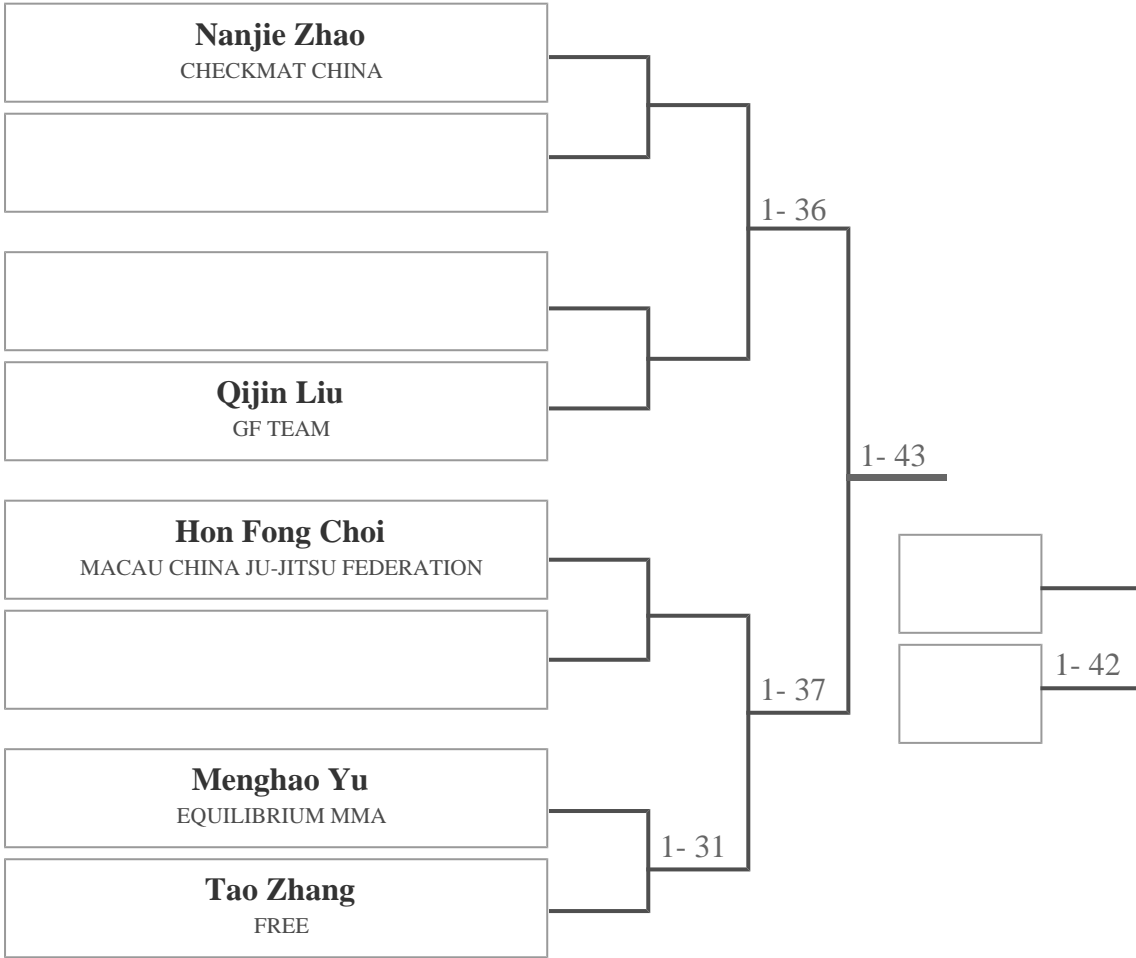 Nanjie Zhao
CHECKMAT CHINA
1- 36
Qijin Liu
GF TEAM
1- 43
Hon Fong Choi
MACAU CHINA JU-JITSU FEDERATION
1- 42
1- 37
Menghao Yu
EQUILIBRIUM MMA
1- 31
Tao Zhang
FREE